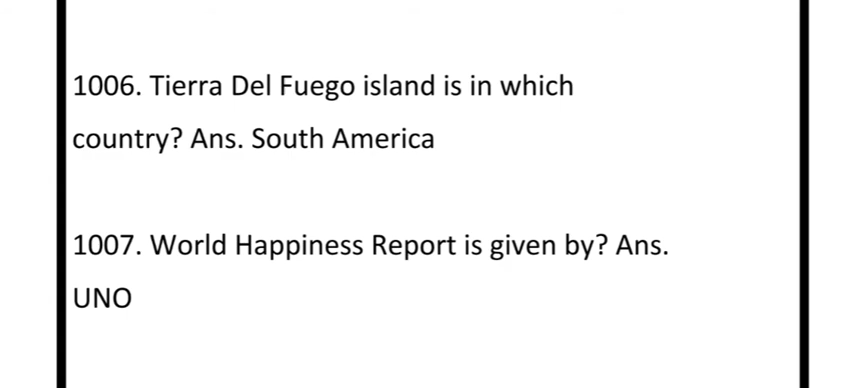 1006. Tierra Del Fuego island is in which
country? Ans. South America
1007. World Happiness Report is given by? Ans.
UNO